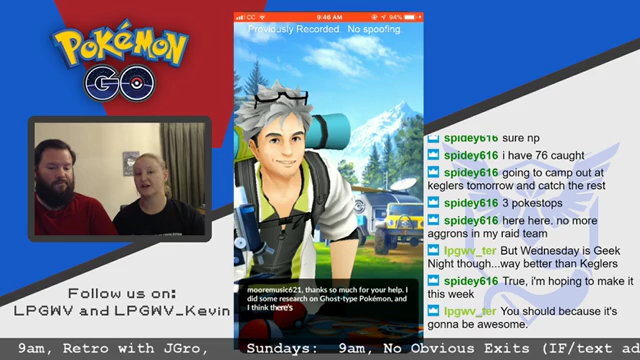 POKÉMON
GO
CC 9:46 AM 94%
Previously Recorded No spoofing
mooremusic621, thanks so much for your help. I
did some research on Ghost-type Pokémon, and
I think there's
spidey616 sure np
spidey616 i have 76 caught
spidey616 going to camp out at
keglers tomorrow and catch the
rest
spidey616 3 pokestops
spidey616 here here. no more
aggrons in my raid team
lpgwv_ter But Wednesday is Geek
Night though...way better than Keglers
spidey616 True, i'm hoping to make it
this week
lpgwv_ter You should because it's
gonna be awesome.
Follow us on:
LPGWV and LPGWV_Kevin
9am, Retro with JGro, Sundays: 9am, No Obvious Exits (IF/text ad